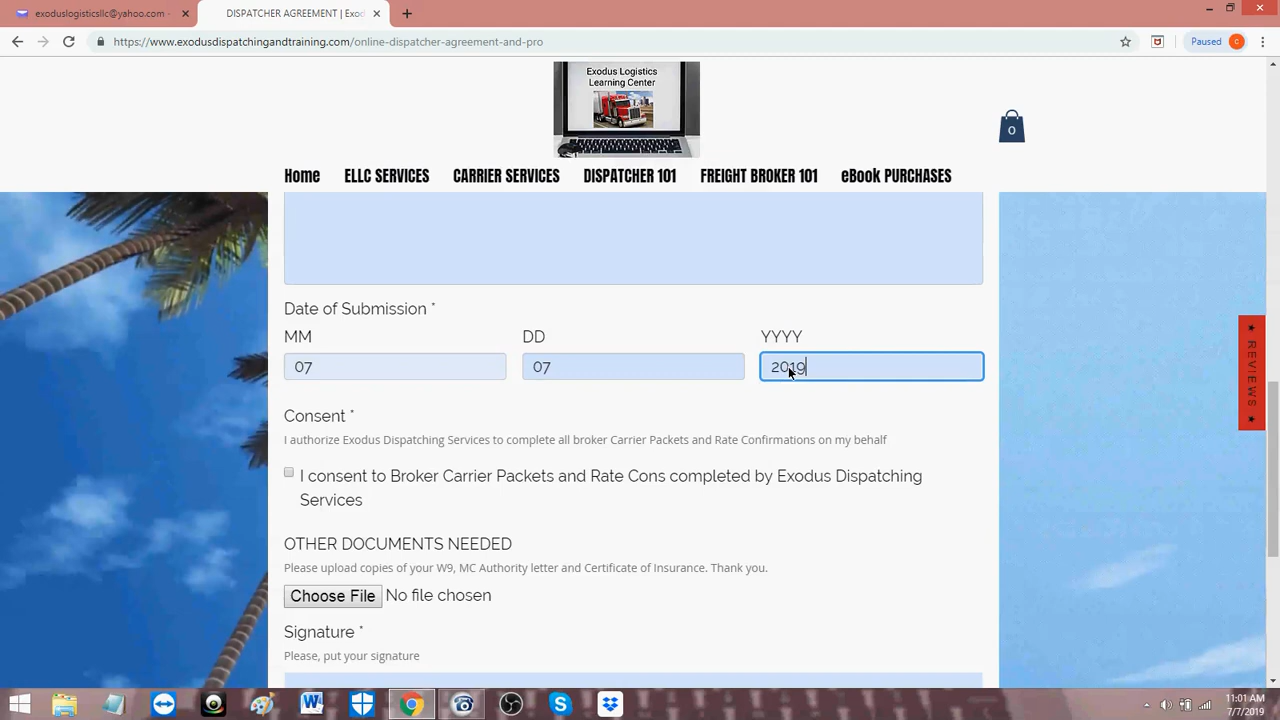 exoduslogisticsllc@yahoo.com -
DISPATCHER AGREEMENT | Exod
https://www.exodusdispatchingandtraining.com/online-dispatcher-agreement-and-pro
Paused
c
Exodus Logistics
Learning Center
0
Home
ELLC SERVICES
CARRIER SERVICES
DISPATCHER 101
FREIGHT BROKER 101
eBook PURCHASES
Date of Submission *
MM
DD
YYYY
07
07
2019
★ REVIEWS ★
Consent *
I authorize Exodus Dispatching Services to complete all broker Carrier Packets and Rate Confirmations on my behalf
I consent to Broker Carrier Packets and Rate Cons completed by Exodus Dispatching
Services
OTHER DOCUMENTS NEEDED
Please upload copies of your W9, MC Authority letter and Certificate of Insurance. Thank you.
Choose File No file chosen
Signature *
Please, put your signature
11:01 AM
7/7/2019